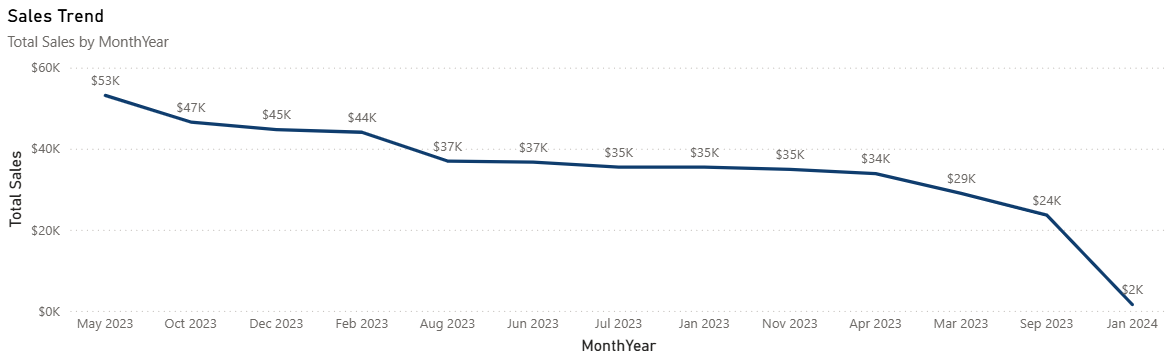 Sales Trend
Total Sales by MonthYear
$60K
$53K
$47K
$45K
$44K
$40K
$37K
$37K
$35K
$35K
$35K
$34K
$29K
$24K
$20K
$2K
$0K
Total Sales
May 2023 Oct 2023 Dec 2023 Feb 2023 Aug 2023 Jun 2023 Jul 2023 Jan 2023 Nov 2023 Apr 2023 Mar 2023 Sep 2023 Jan 2024
MonthYear